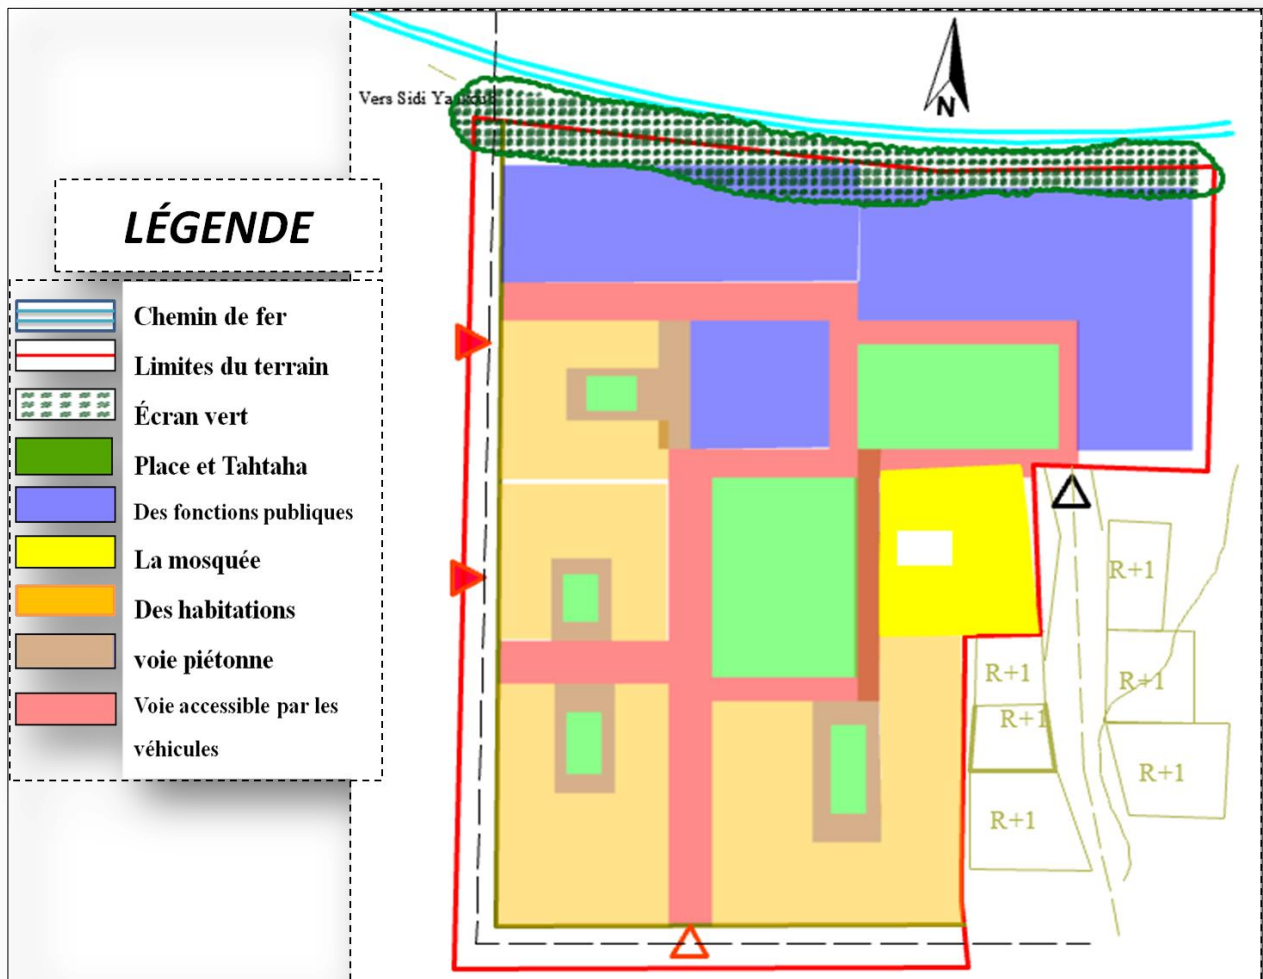 Vers Sidi Yakoub
N
LÉGENDE
Chemin de fer
Limites du terrain
Écran vert
Place et Tahtaha
Des fonctions publiques
La mosquée
Des habitations
voie piétonne
Voie accessible par les
véhicules
R+1
R+1
R+1
R+1
R+1
R+1